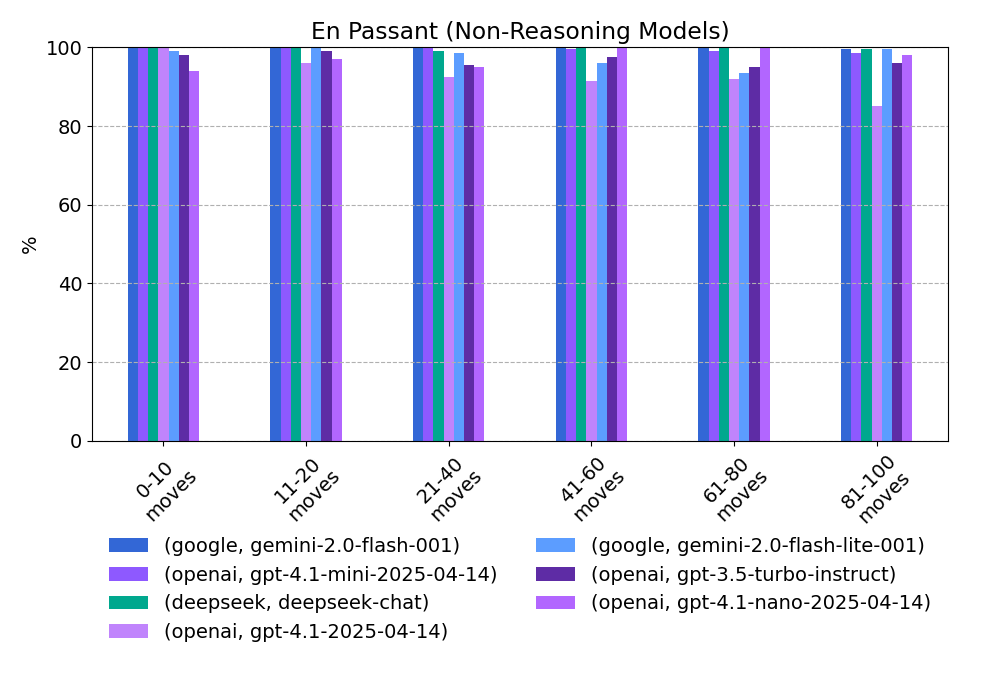 En Passant (Non-Reasoning Models)
100
80
60
40
20
0
%
0-10
moves
11-20
moves
21-40
moves
41-60
moves
61-80
moves
81-100
moves
(google, gemini-2.0-flash-001)
(openai, gpt-4.1-mini-2025-04-14)
(deepseek, deepseek-chat)
(openai, gpt-4.1-2025-04-14)
(google, gemini-2.0-flash-lite-001)
(openai, gpt-3.5-turbo-instruct)
(openai, gpt-4.1-nano-2025-04-14)